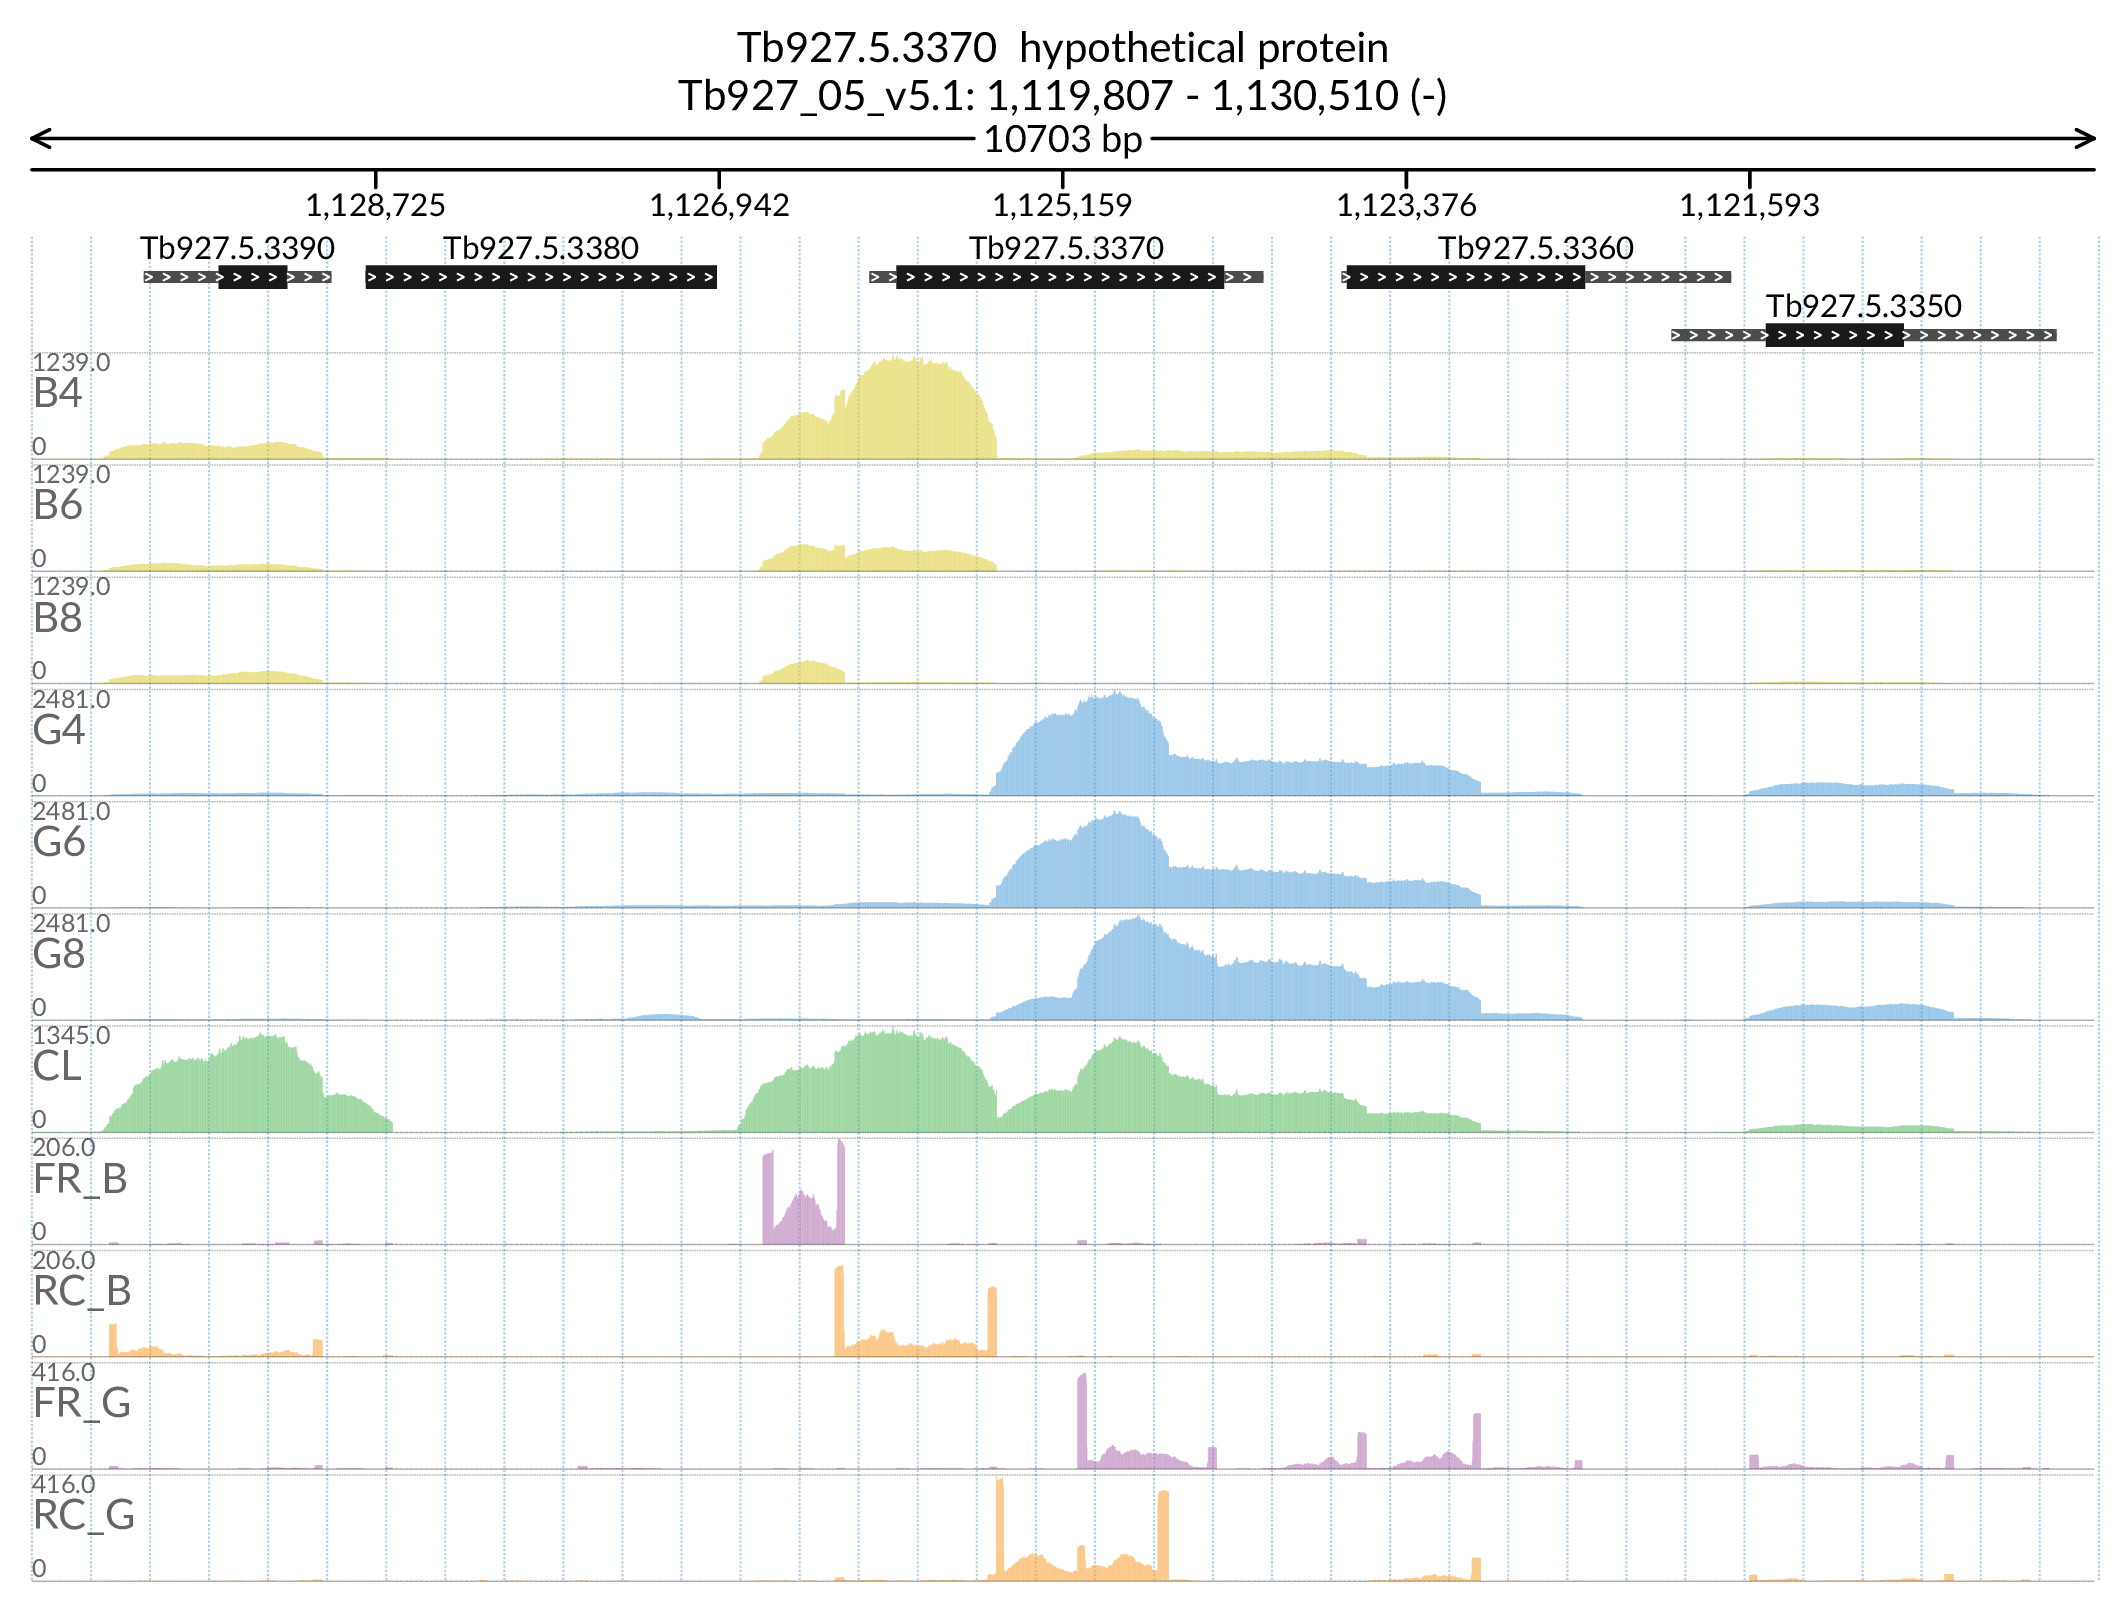 Tb927.5.3370  hypothetical protein
Tb927_05_v5.1: 1,119,807 - 1,130,510 (-)
10703 bp
1,128,725 1,126,942 1,125,159 1,123,376 1,121,593
Tb927.5.3390 Tb927.5.3380 Tb927.5.3370 Tb927.5.3360
Tb927.5.3350
1239.0
B4
0
1239.0
B6
0
1239.0
B8
0
2481.0
G4
0
2481.0
G6
0
2481.0
G8
0
1345.0
CL
0
206.0
FR_B
0
206.0
RC_B
0
416.0
FR_G
0
416.0
RC_G
0